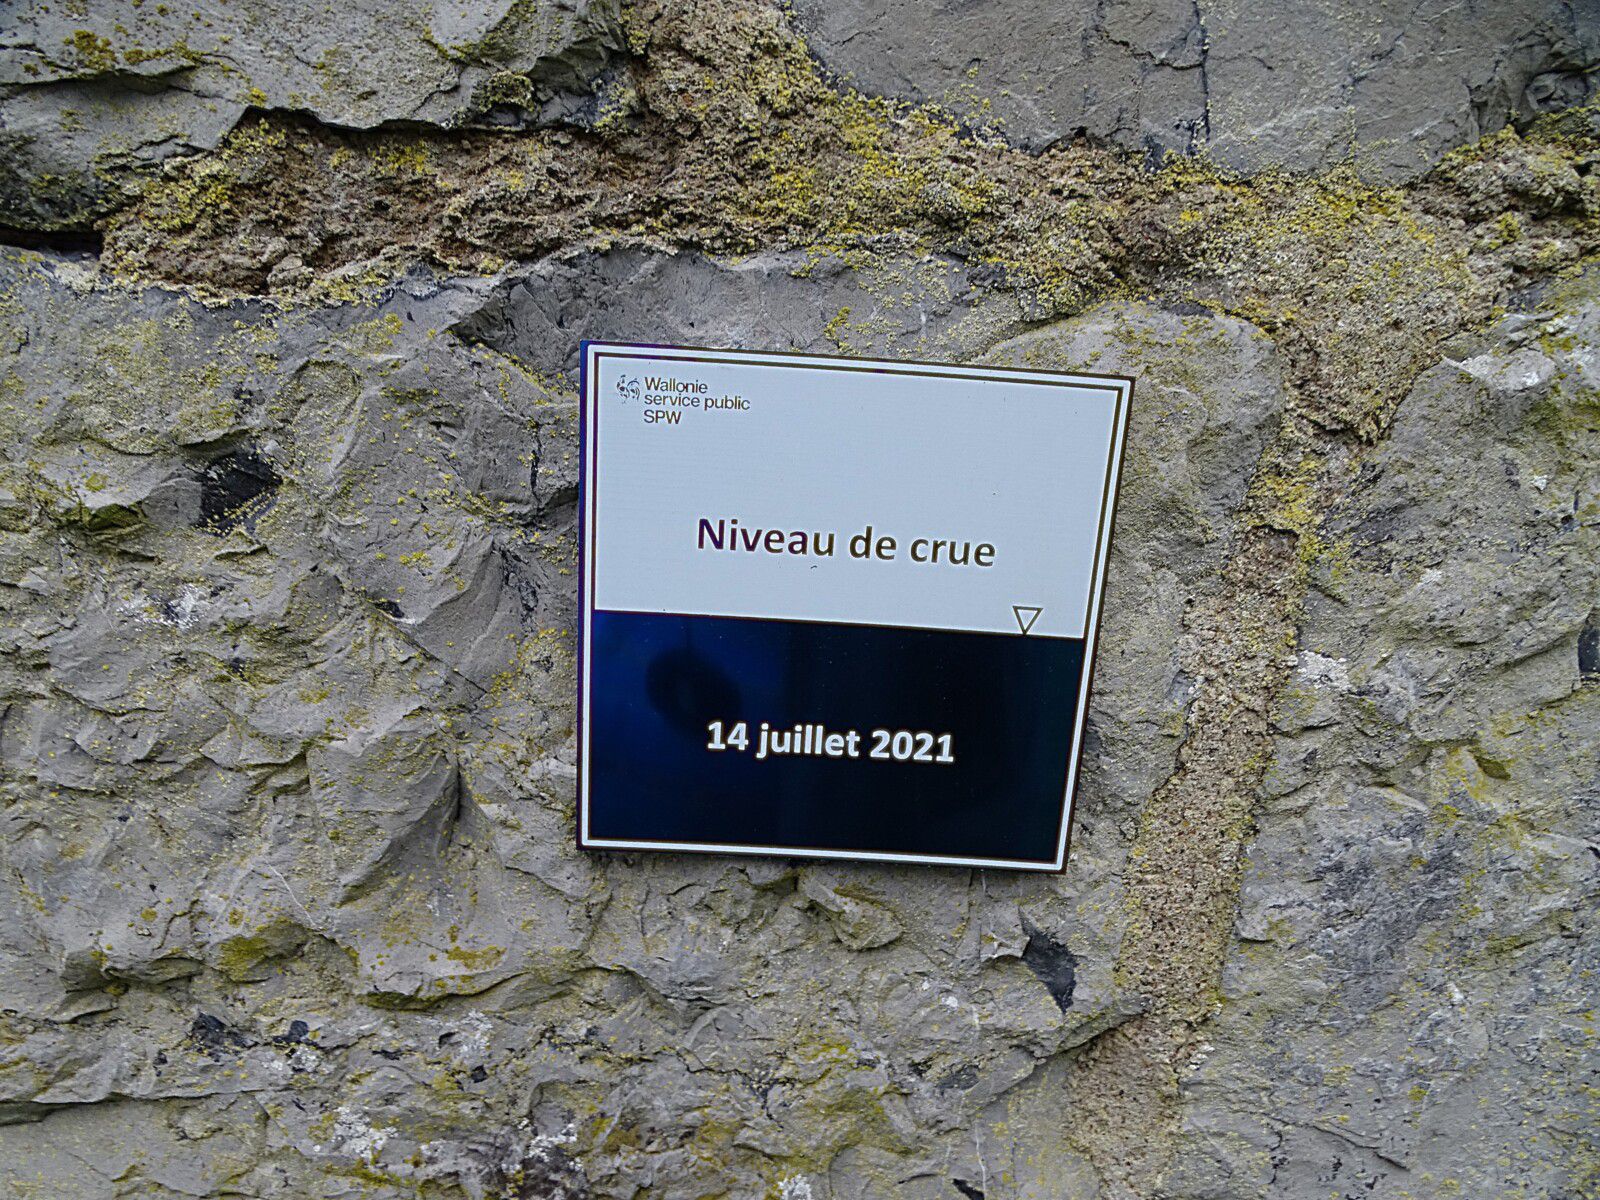 Wallonie
service public
SPW
Niveau de crue
14 juillet 2021